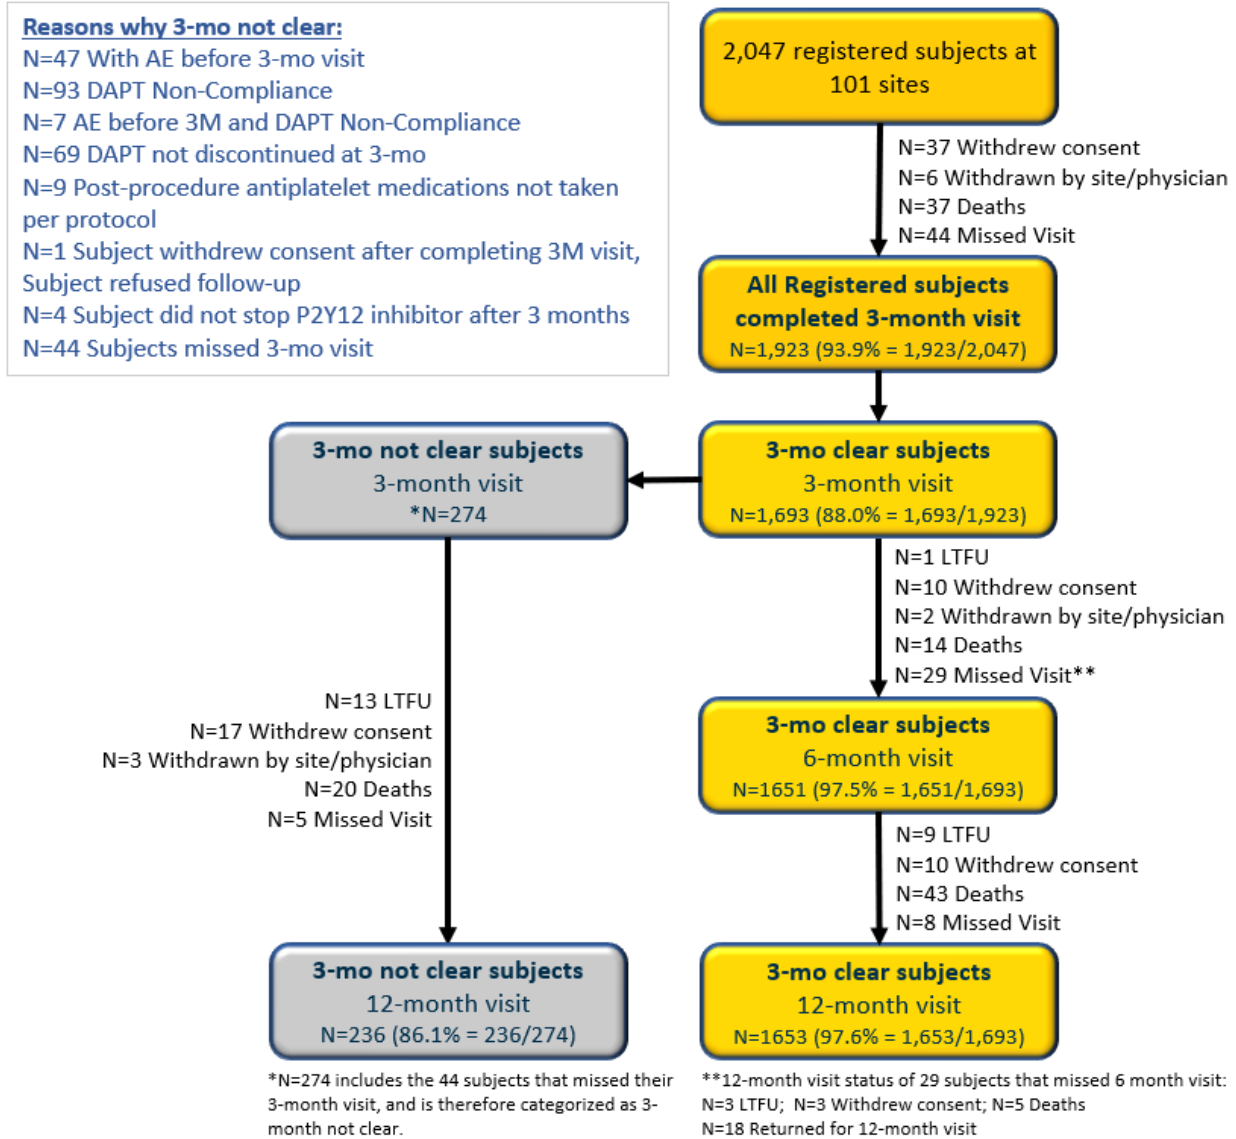 Reasons why 3-mo not clear:
N=47 With AE before 3-mo visit
N=93 DAPT Non-Compliance
N=7 AE before 3M and DAPT Non-Compliance
N=69 DAPT not discontinued at 3-mo
N=9 Post-procedure antiplatelet medications not taken
per protocol
N=1 Subject withdrew consent after completing 3M visit,
Subject refused follow-up
N=4 Subject did not stop P2Y12 inhibitor after 3 months
N=44 Subjects missed 3-mo visit
2,047 registered subjects at
101 sites
N=37 Withdrew consent
N=6 Withdrawn by site/physician
N=37 Deaths
N=44 Missed Visit
All Registered subjects
completed 3-month visit
N=1,923 (93.9% = 1,923/2,047)
3-mo not clear subjects
3-month visit
*N=274
3-mo clear subjects
3-month visit
N=1,693 (88.0% = 1,693/1,923)
N=1 LTFU
N=10 Withdrew consent
N=2 Withdrawn by site/physician
N=14 Deaths
N=29 Missed Visit**
N=13 LTFU
N=17 Withdrew consent
N=3 Withdrawn by site/physician
N=20 Deaths
N=5 Missed Visit
3-mo clear subjects
6-month visit
N=1651 (97.5% = 1,651/1,693)
N=9 LTFU
N=10 Withdrew consent
N=43 Deaths
N=8 Missed Visit
3-mo not clear subjects
12-month visit
N=236 (86.1% = 236/274)
3-mo clear subjects
12-month visit
N=1653 (97.6% = 1,653/1,693)
*N=274 includes the 44 subjects that missed their
3-month visit, and is therefore categorized as 3-
month not clear.
**12-month visit status of 29 subjects that missed 6 month visit:
N=3 LTFU; N=3 Withdrew consent; N=5 Deaths
N=18 Returned for 12-month visit